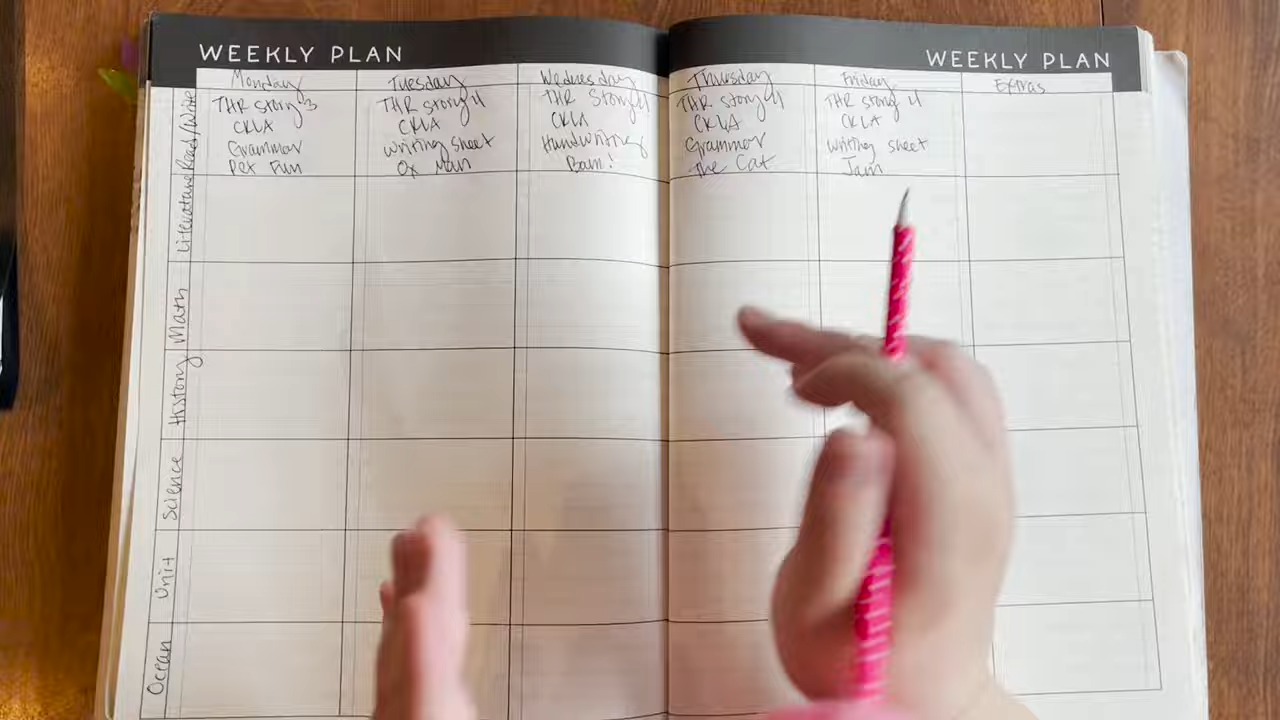 WEEKLY PLAN
WEEKLY PLAN
Monday
Tuesday
Wednesday
Thursday
Friday
Extras
Read/Write
THR story 3
CKLA
Grammar
Pet Fun
THR story 4
CKLA
writing sheet
Ox Man
THR Story 4
CKLA
Handwriting
Bam!
THR story 4
CKLA
Grammar
The Cat
THR story 4
CKLA
writing sheet
Jam
Literature
Math
History
Science
Unit
Ocean